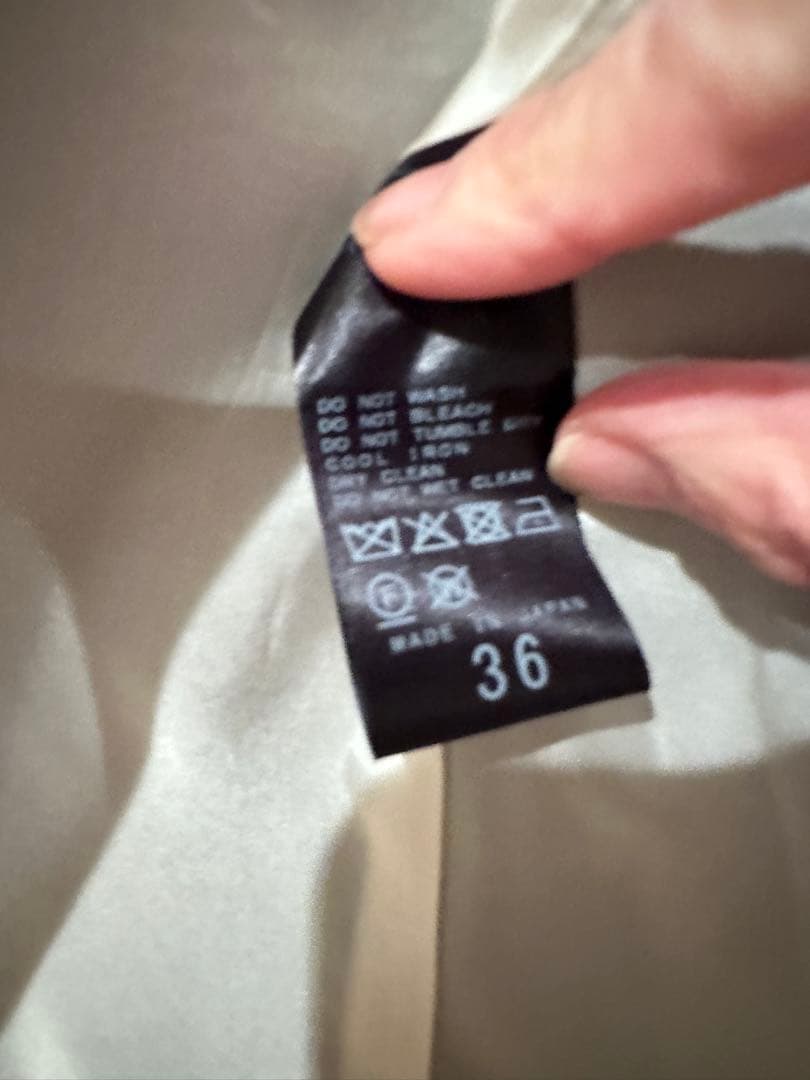 DO NOT WASH
DO NOT BLEACH
DO NOT TUMBLE DRY
COOL IRON
DRY CLEAN
DO NOT WET CLEAN
F
MADE IN JAPAN
36